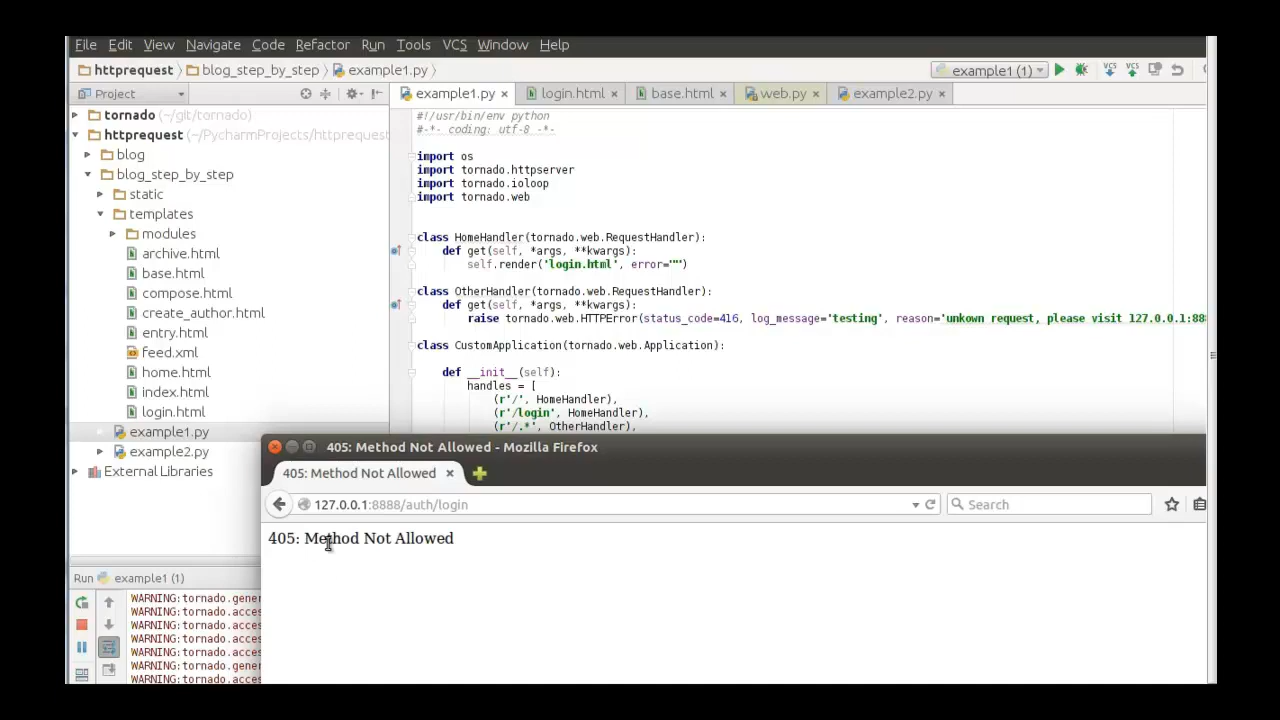 File Edit View Navigate Code Refactor Run Tools VCS Window Help
httprequest blog_step_by_step example1.py example1 (1) VCS VCS
Project example1.py login.html base.html web.py example2.py
tornado (~/git/tornado)
httprequest (~/PycharmProjects/httprequest
blog
blog_step_by_step
static
templates
modules
archive.html
base.html
compose.html
create_author.html
entry.html
feed.xml
home.html
index.html
login.html
example1.py
example2.py
External Libraries
#!/usr/bin/env python
#-*- coding: utf-8 -*-
import os
import tornado.httpserver
import tornado.ioloop
import tornado.web
class HomeHandler(tornado.web.RequestHandler):
def get(self, *args, **kwargs):
self.render('login.html', error="")
class OtherHandler(tornado.web.RequestHandler):
def get(self, *args, **kwargs):
raise tornado.web.HTTPError(status_code=416, log_message='testing', reason='unkown request, please visit 127.0.0.1:88
class CustomApplication(tornado.web.Application):
def __init__(self):
handles = [
(r'/', HomeHandler),
(r'/login', HomeHandler),
(r'/.*', OtherHandler),
405: Method Not Allowed - Mozilla Firefox
405: Method Not Allowed
127.0.0.1:8888/auth/login Search
405: Method Not Allowed
Run example1 (1)
WARNING:tornado.gener
WARNING:tornado.acces
WARNING:tornado.acces
WARNING:tornado.acces
WARNING:tornado.acces
WARNING:tornado.gener
WARNING:tornado.acces